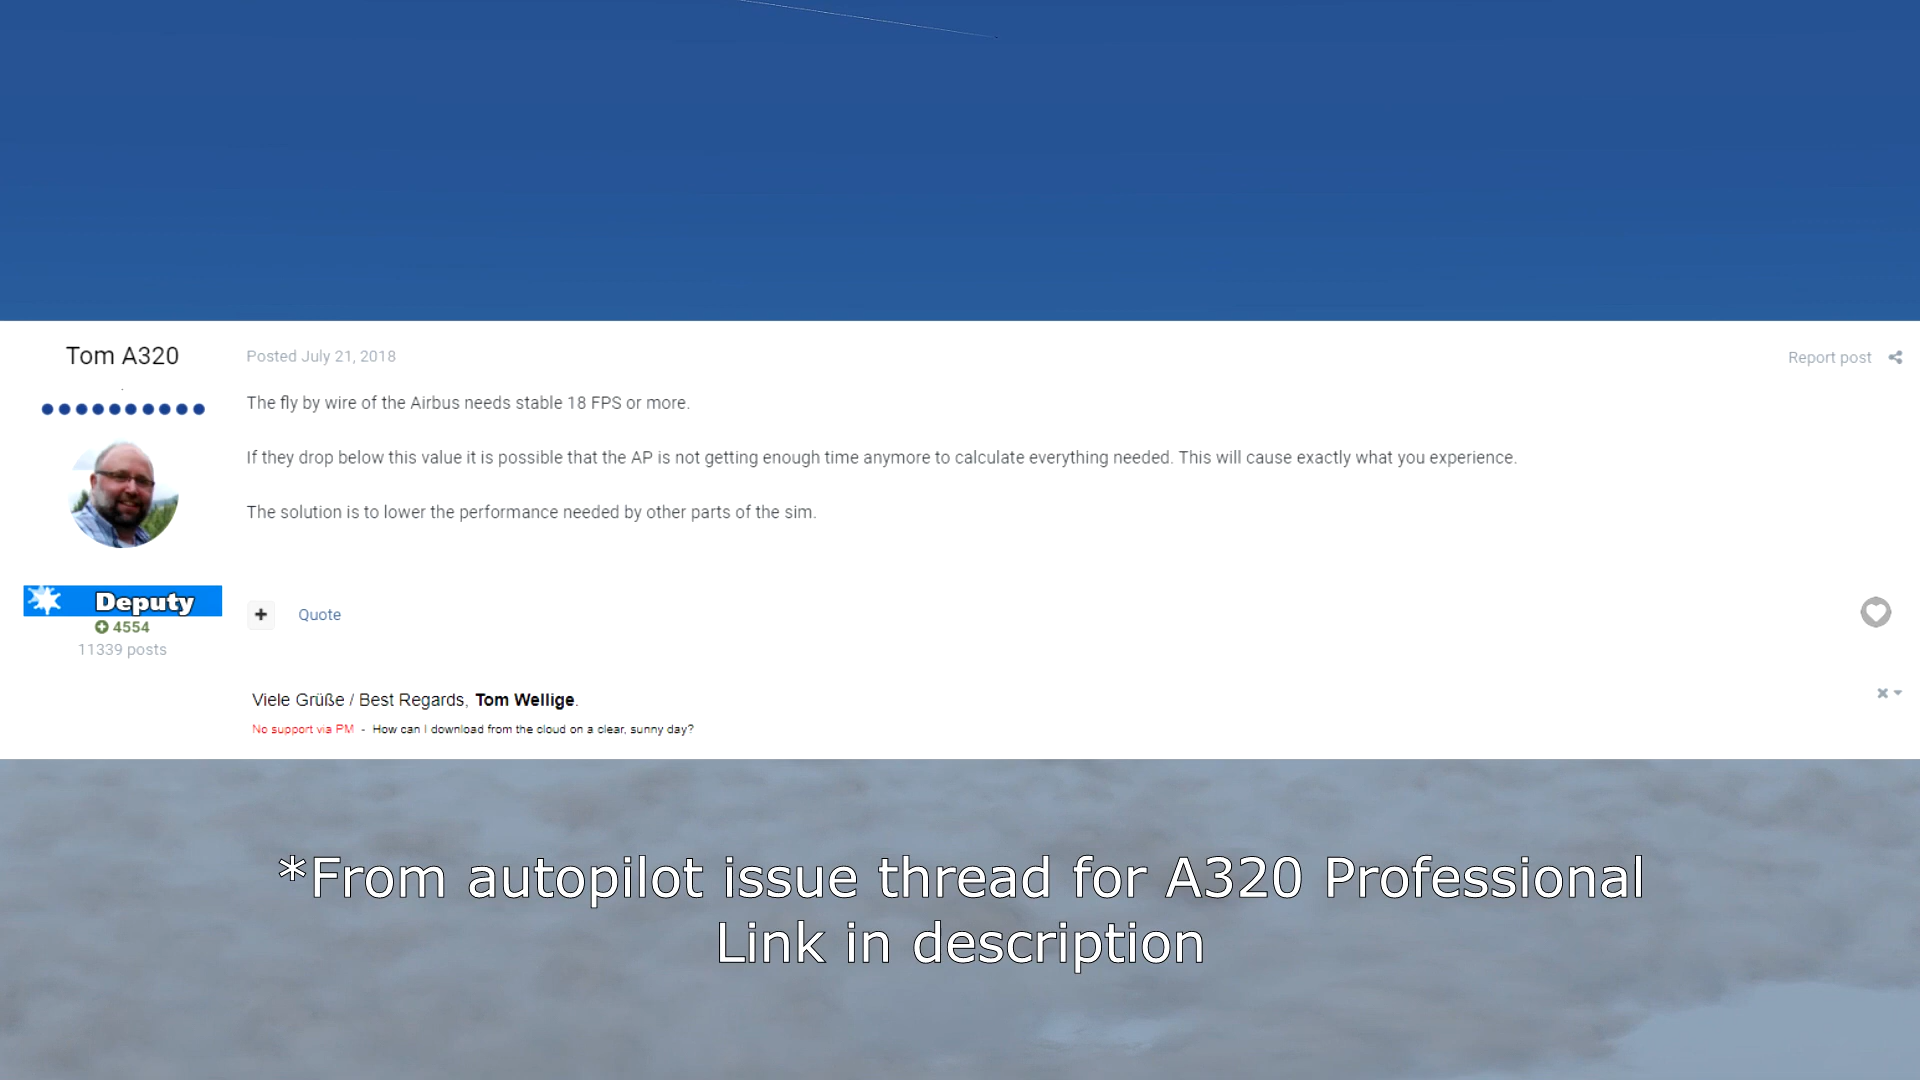 Tom A320
Posted July 21, 2018
Report post
The fly by wire of the Airbus needs stable 18 FPS or more.
If they drop below this value it is possible that the AP is not getting enough time anymore to calculate everything needed. This will cause exactly what you experience.
The solution is to lower the performance needed by other parts of the sim.
Deputy
4554
11339 posts
Quote
Viele Grüße / Best Regards, Tom Wellige.
No support via PM - How can I download from the cloud on a clear, sunny day?
*From autopilot issue thread for A320 Professional
Link in description